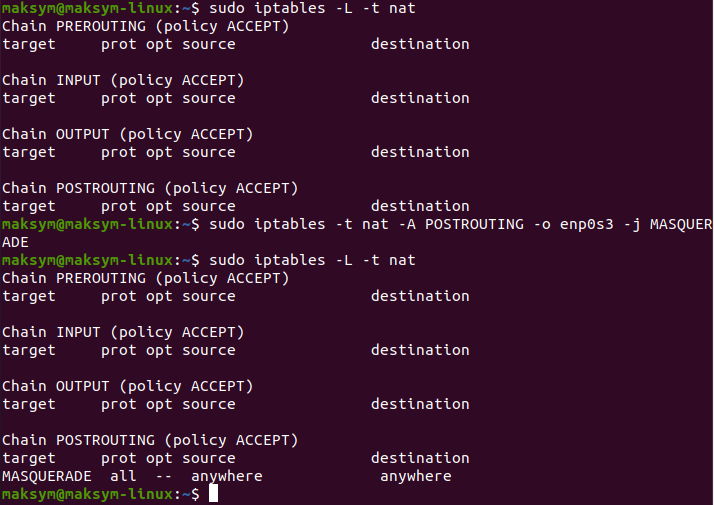 maksym@maksym-linux:~$ sudo iptables -L -t nat
Chain PREROUTING (policy ACCEPT)
target     prot opt source               destination

Chain INPUT (policy ACCEPT)
target     prot opt source               destination

Chain OUTPUT (policy ACCEPT)
target     prot opt source               destination

Chain POSTROUTING (policy ACCEPT)
target     prot opt source               destination
maksym@maksym-linux:~$ sudo iptables -t nat -A POSTROUTING -o enp0s3 -j MASQUER
ADE
maksym@maksym-linux:~$ sudo iptables -L -t nat
Chain PREROUTING (policy ACCEPT)
target     prot opt source               destination

Chain INPUT (policy ACCEPT)
target     prot opt source               destination

Chain OUTPUT (policy ACCEPT)
target     prot opt source               destination

Chain POSTROUTING (policy ACCEPT)
target     prot opt source               destination
MASQUERADE  all  --  anywhere                anywhere
maksym@maksym-linux:~$